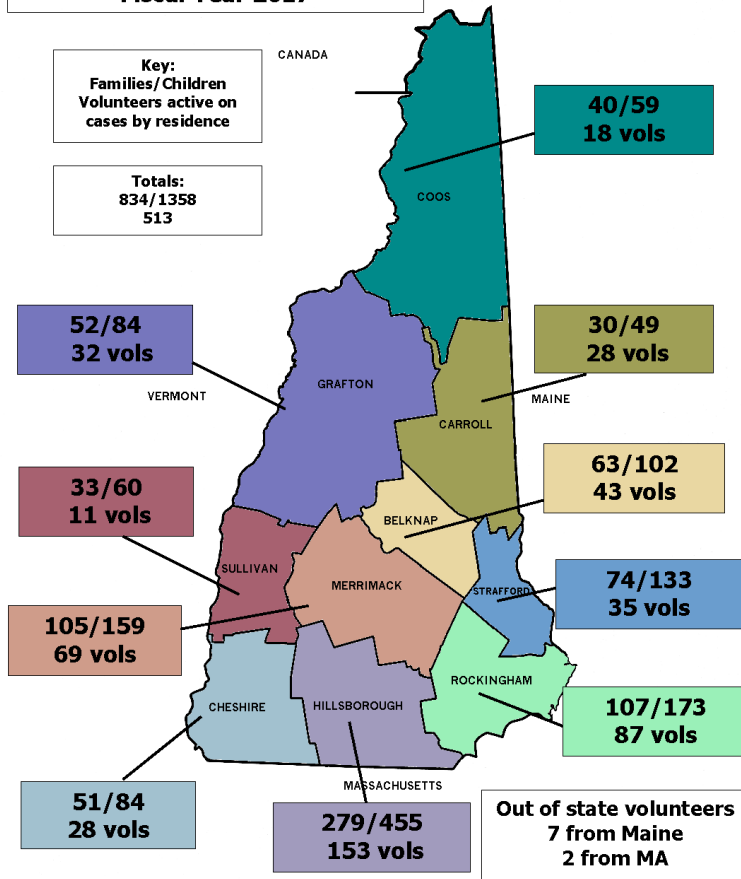 Fiscal Year 2017
CANADA
Key:
Families/Children
Volunteers active on
cases by residence
40/59
18 vols
Totals:
834/1358
513
COOS
52/84
32 vols
30/49
28 vols
GRAFTON
VERMONT
MAINE
CARROLL
63/102
43 vols
33/60
11 vols
BELKNAP
SULLIVAN
MERRIMACK
STRAFFORD
74/133
35 vols
105/159
69 vols
ROCKINGHAM
CHESHIRE
HILLSBOROUGH
107/173
87 vols
MASSACHUSETTS
51/84
28 vols
279/455
153 vols
Out of state volunteers
7 from Maine
2 from MA